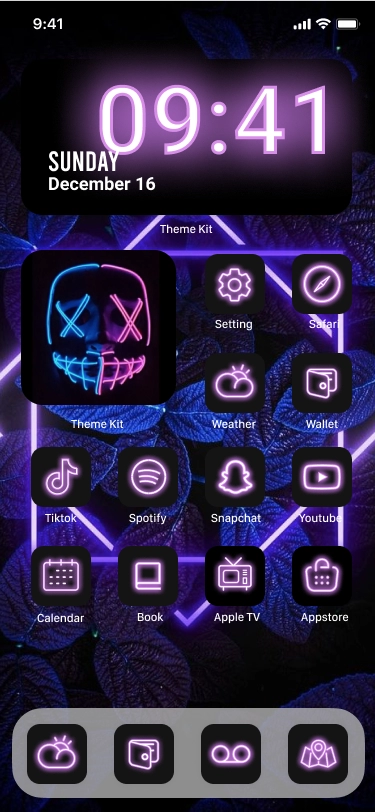 9:41
09:41
SUNDAY
December 16
Theme Kit
Setting
Safari
Theme Kit
Weather
Wallet
Tiktok
Spotify
Snapchat
Youtube
Calendar
Book
Apple TV
Appstore